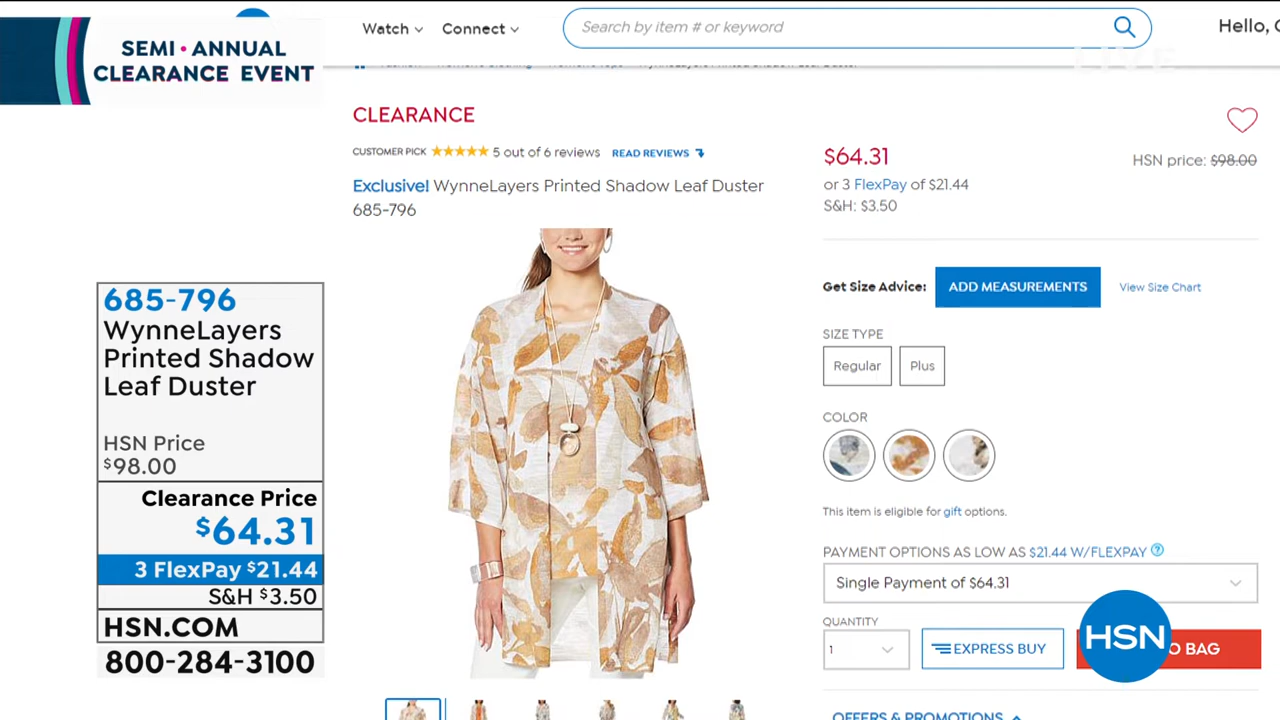 SEMI • ANNUAL
CLEARANCE EVENT
Watch
Connect
Search by item # or keyword
Hello,
LIVE
CLEARANCE
CUSTOMER PICK 5 out of 6 reviews READ REVIEWS
Exclusive! WynneLayers Printed Shadow Leaf Duster
685-796
$64.31
HSN price: $98.00
or 3 FlexPay of $21.44
S&H: $3.50
Get Size Advice: ADD MEASUREMENTS View Size Chart
SIZE TYPE
Regular Plus
COLOR
This item is eligible for gift options.
PAYMENT OPTIONS AS LOW AS $21.44 W/FLEXPAY ?
Single Payment of $64.31
QUANTITY
1
EXPRESS BUY
O BAG
HSN
OFFERS & PROMOTIONS
685-796
WynneLayers
Printed Shadow
Leaf Duster
HSN Price
$98.00
Clearance Price
$64.31
3 FlexPay $21.44
S&H $3.50
HSN.COM
800-284-3100